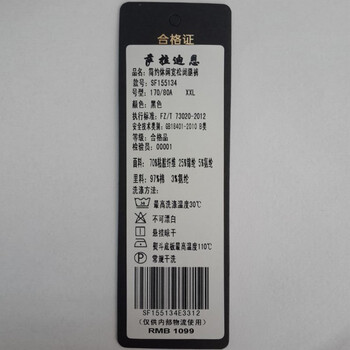 合格证
萨拉迪恩
品名：简约休闲宽松阔腿裤
款号：SF155134
号型：170/80A XXL
颜色：黑色
执行标准：FZ/T 73020-2012
安全技术类别：GB18401-2010 B类
等级：合格品
检验员：00001
面料：70%粘胶纤维 25%锦纶 5%氨纶
里料：97%棉 3%氨纶
洗涤方法：
最高洗涤温度30℃
不可漂白
悬挂晾干
熨斗底板最高温度110℃
常规干洗
SF155134E3312
（仅供内部物流使用）
RMB 1099